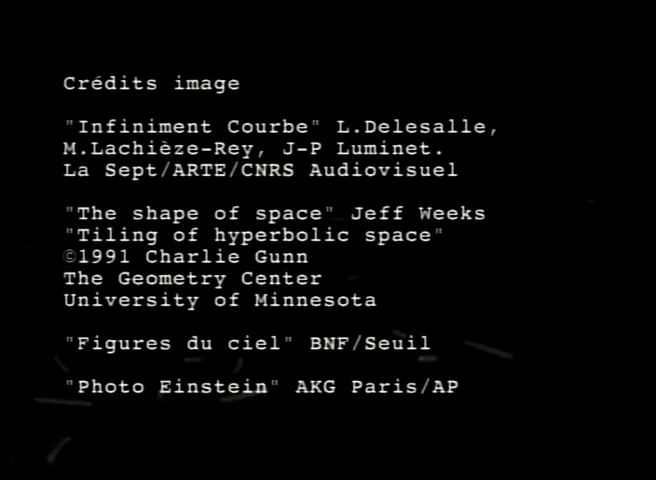 Crédits image
"Infiniment Courbe" L.Delesalle,
M.Lachièze-Rey, J-P Luminet.
La Sept/ARTE/CNRS Audiovisuel
"The shape of space" Jeff Weeks
"Tiling of hyperbolic space"
©1991 Charlie Gunn
The Geometry Center
University of Minnesota
"Figures du ciel" BNF/Seuil
"Photo Einstein" AKG Paris/AP